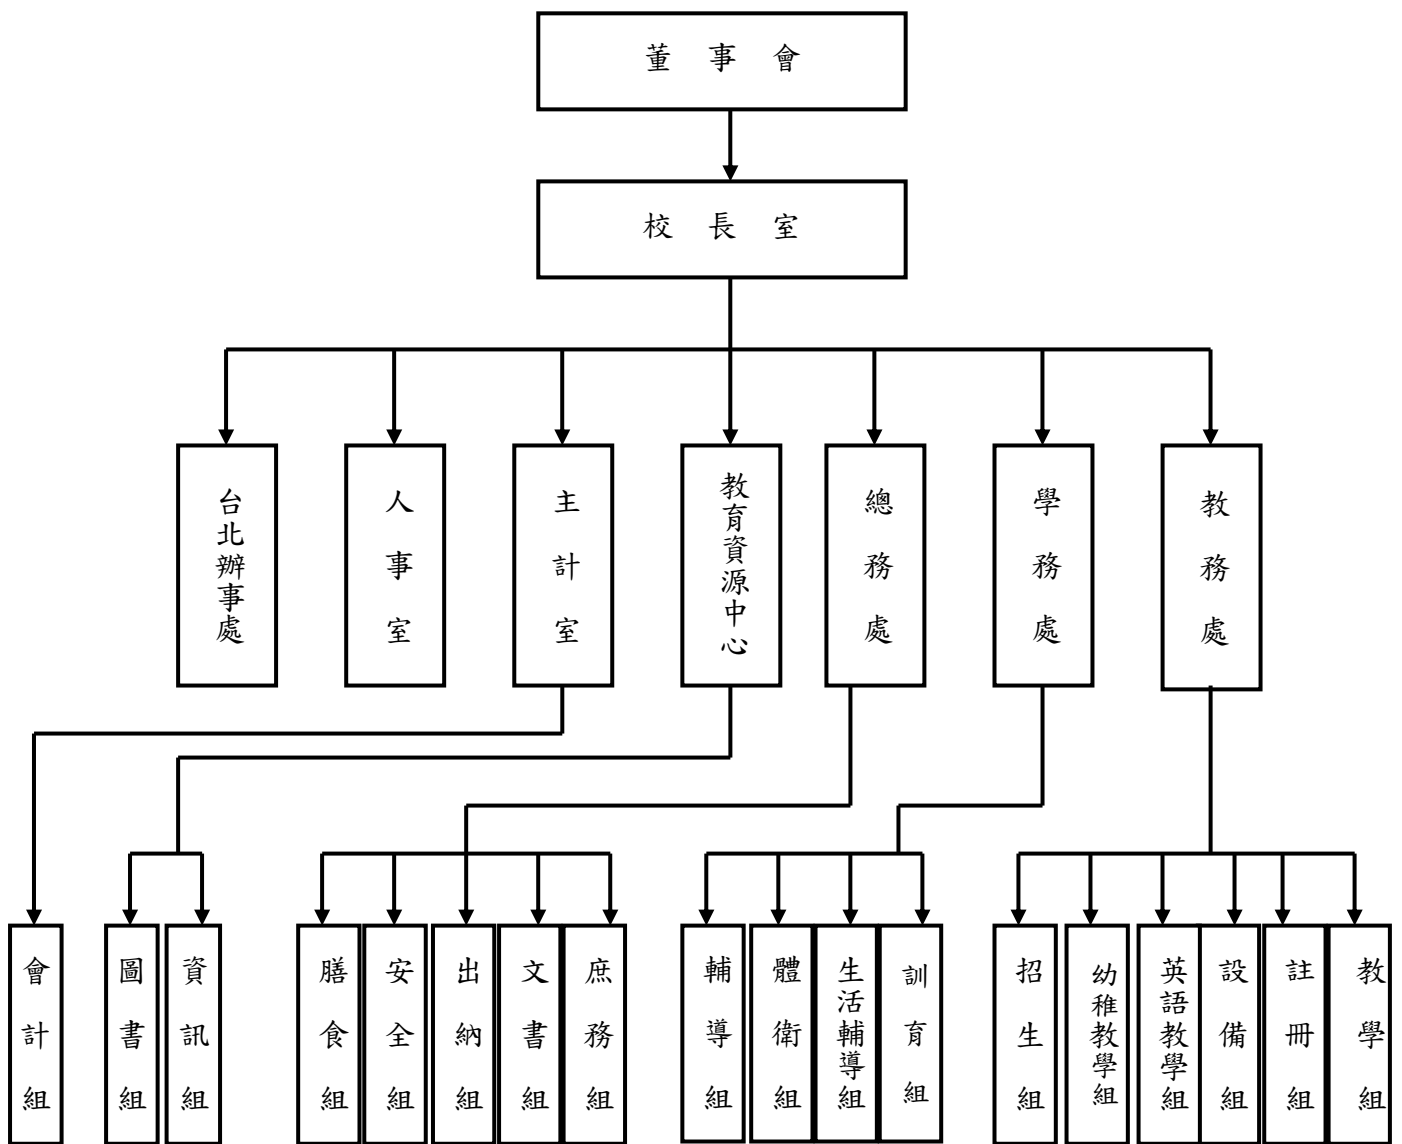 董事會
校長室
台北辦事處
人事室
主計室
教育資源中心
總務處
學務處
教務處
會計組
圖書組
資訊組
膳食組
安全組
出納組
文書組
庶務組
輔導組
體衛組
生活輔導組
訓育組
招生組
幼稚教學組
英語教學組
設備組
註冊組
教學組